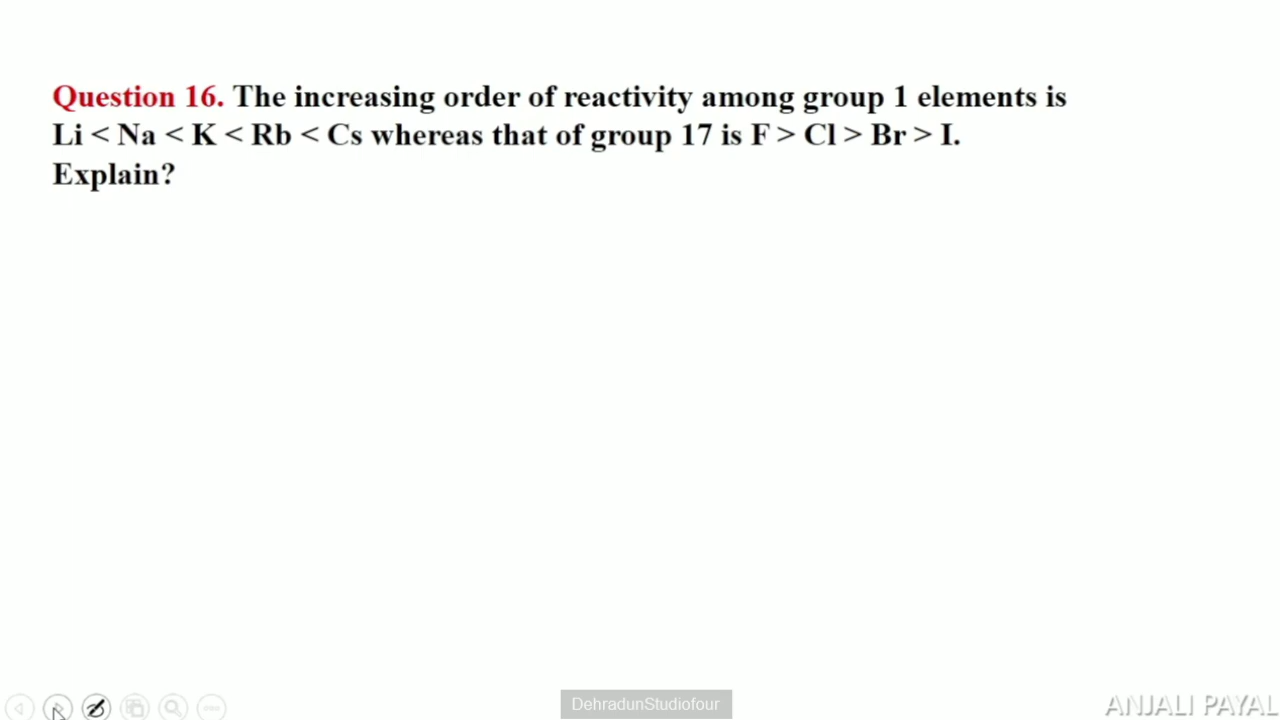 Question 16. The increasing order of reactivity among group 1 elements is
Li < Na < K < Rb < Cs whereas that of group 17 is F > Cl > Br > I.
Explain?
DehradunStudiofour
ANJALI PAYAL